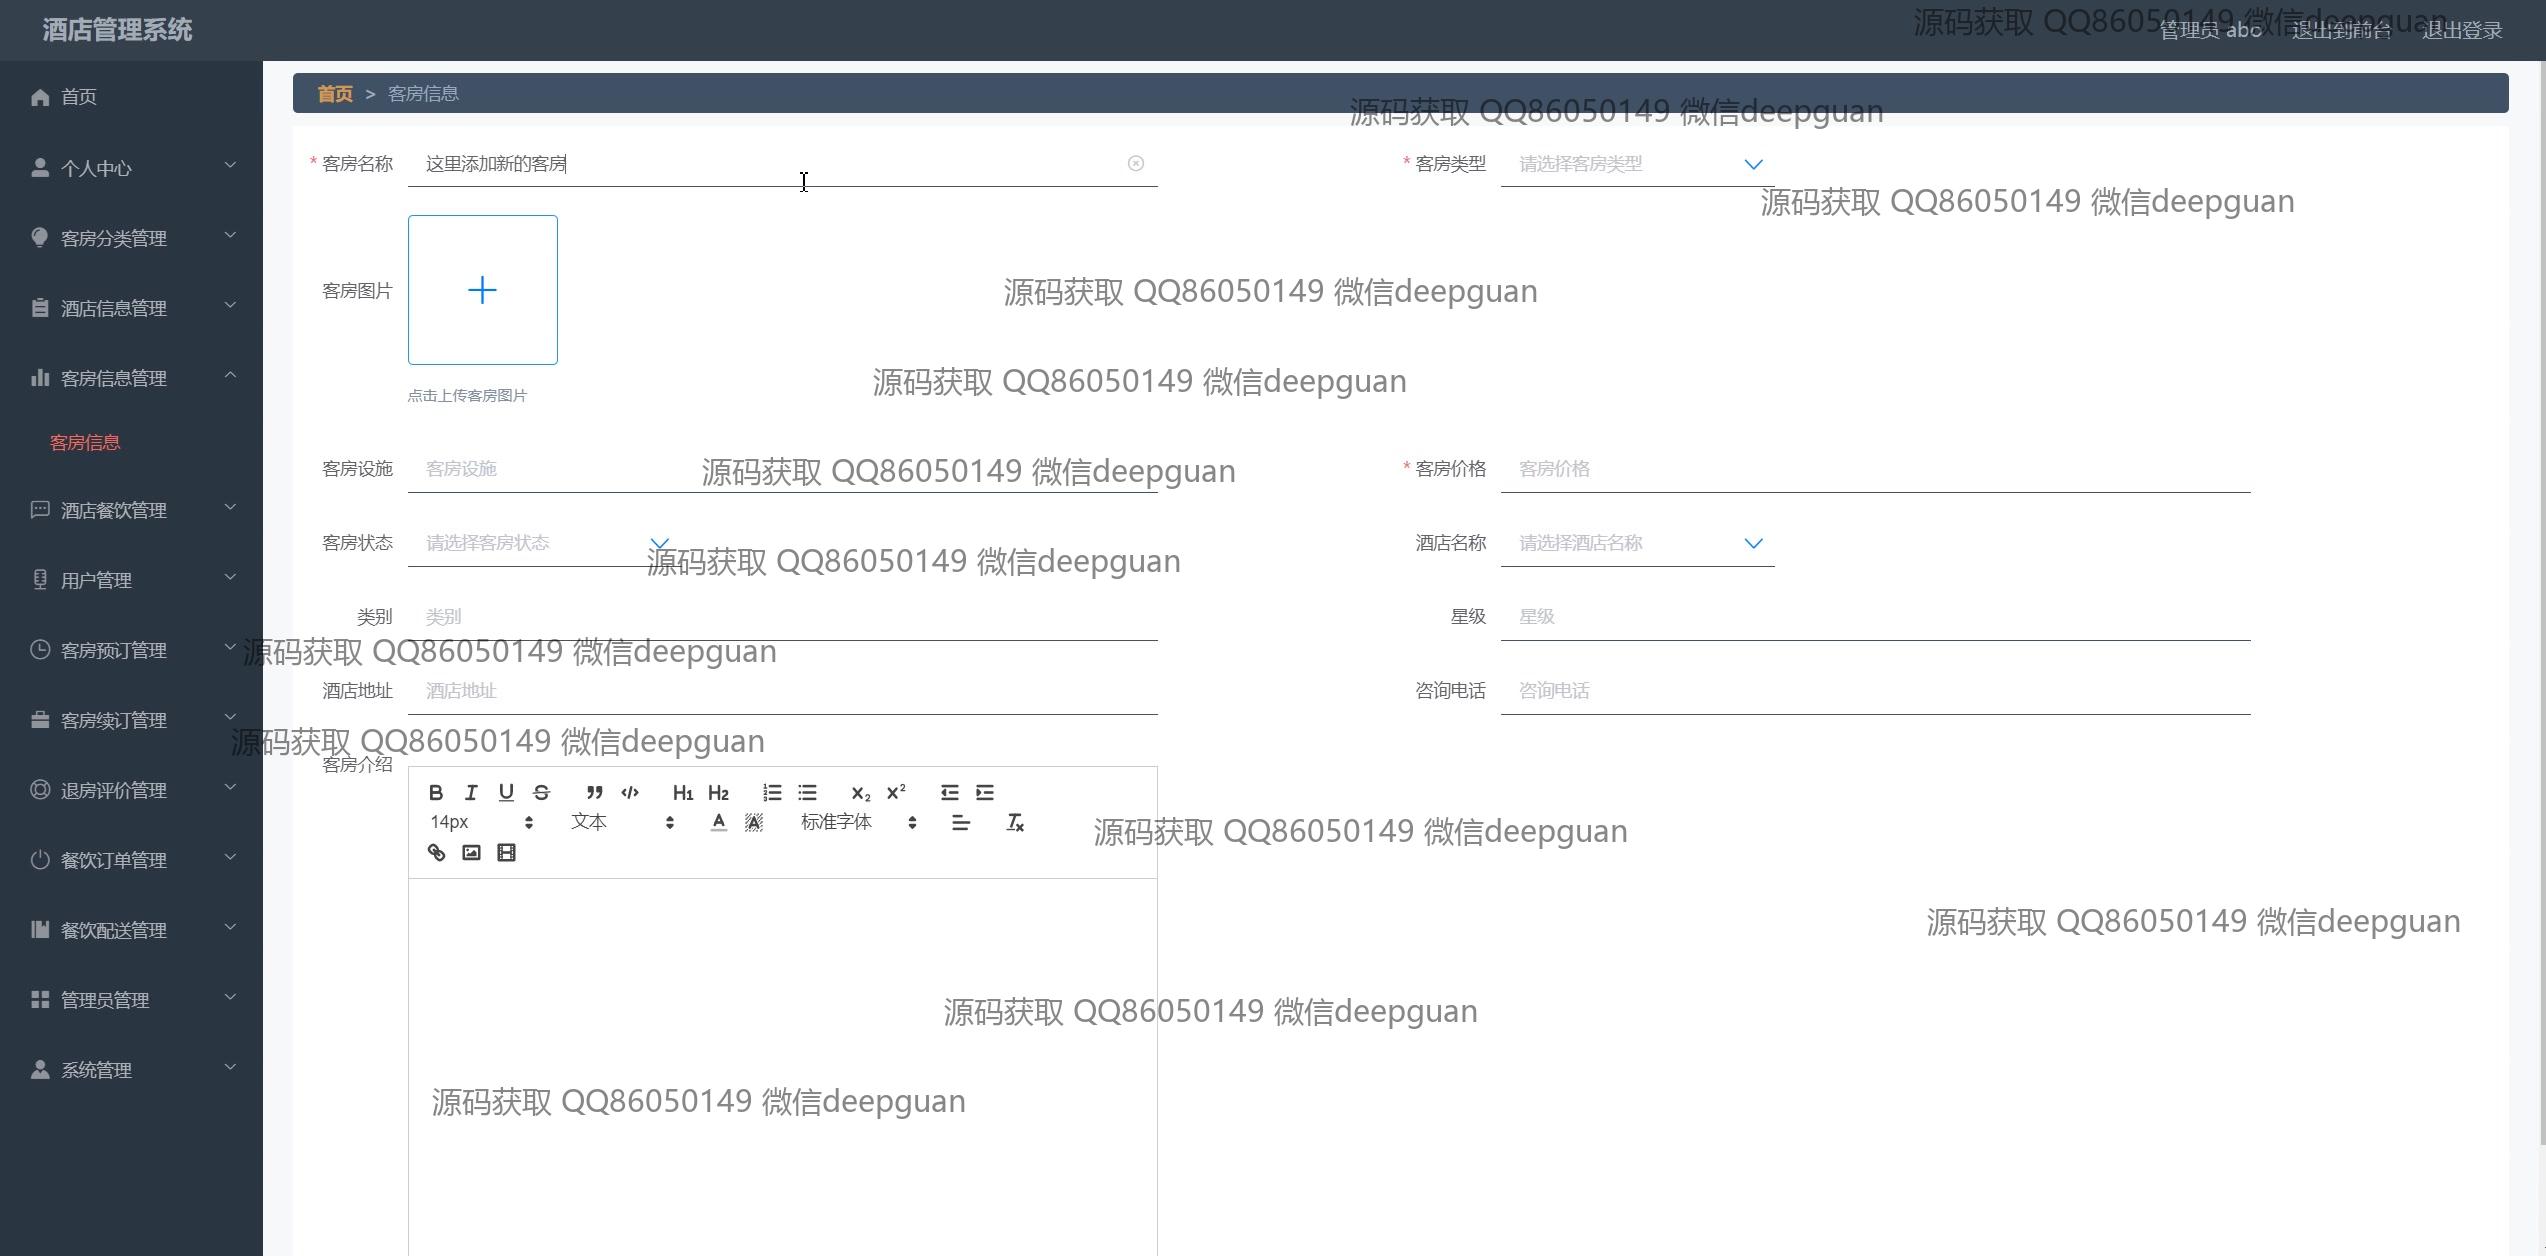 酒店管理系统
管理员 abo 退出到前台 退出登录
源码获取 QQ86050149 微信deepguan
首页
个人中心
客房分类管理
酒店信息管理
客房信息管理
客房信息
酒店餐饮管理
用户管理
客房预订管理
客房续订管理
退房评价管理
餐饮订单管理
餐饮配送管理
管理员管理
系统管理
首页 > 客房信息
源码获取 QQ86050149 微信deepguan
* 客房名称 这里添加新的客房
* 客房类型 请选择客房类型
源码获取 QQ86050149 微信deepguan
客房图片
源码获取 QQ86050149 微信deepguan
点击上传客房图片
源码获取 QQ86050149 微信deepguan
客房设施 客房设施
* 客房价格 客房价格
源码获取 QQ86050149 微信deepguan
客房状态 请选择客房状态
酒店名称 请选择酒店名称
源码获取 QQ86050149 微信deepguan
类别 类别
星级 星级
源码获取 QQ86050149 微信deepguan
酒店地址 酒店地址
咨询电话 咨询电话
源码获取 QQ86050149 微信deepguan
客房介绍
B I U S ” </> H1 H2 X2 X2
14px 文本 A A 标准字体 Tx
源码获取 QQ86050149 微信deepguan
源码获取 QQ86050149 微信deepguan
源码获取 QQ86050149 微信deepguan
源码获取 QQ86050149 微信deepguan